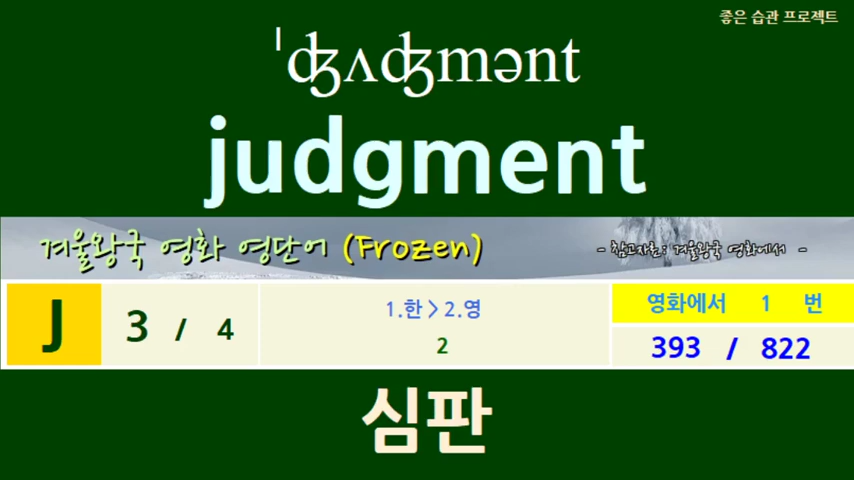 좋은 습관 프로젝트
ˈʤʌʤmənt
judgment
겨울왕국 영화 영단어 (Frozen)
- 참고자료: 겨울왕국 영화에서 -
J
3 / 4
1.한 > 2.영
2
영화에서 1 번
393 / 822
심판